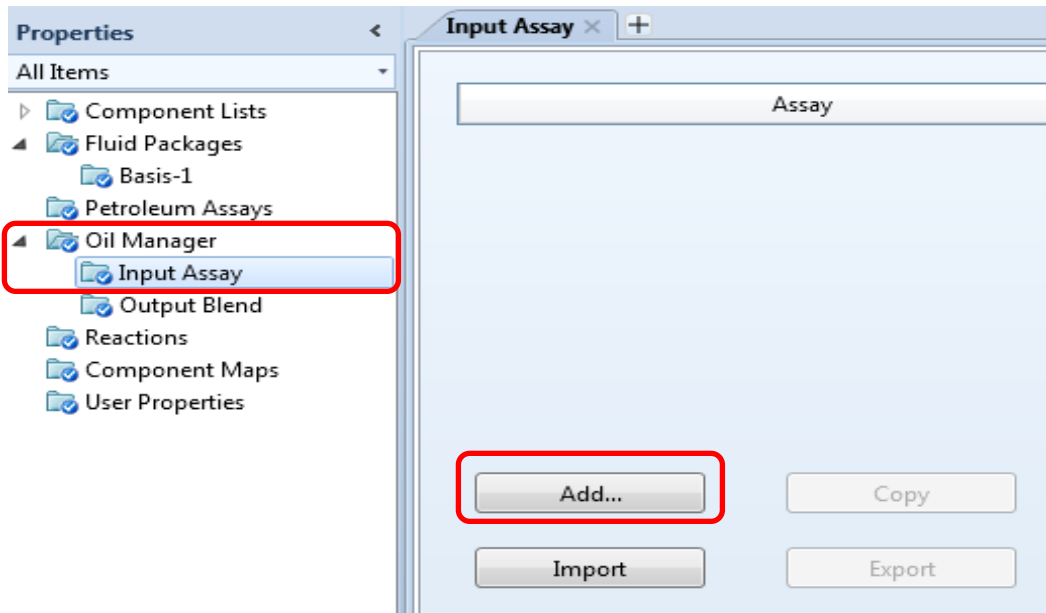 Properties
All Items
Component Lists
Fluid Packages
Basis-1
Petroleum Assays
Oil Manager
Input Assay
Output Blend
Reactions
Component Maps
User Properties
Input Assay
Assay
Add...
Copy
Import
Export